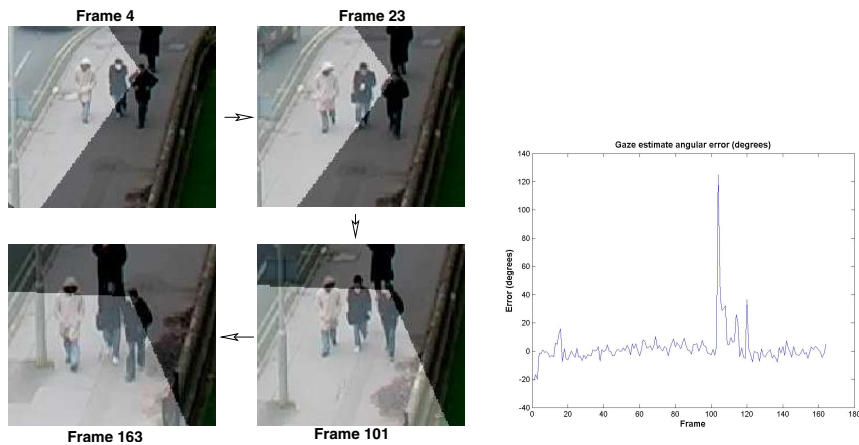 Frame 4
Frame 23
Frame 163
Frame 101
Gaze estimate angular error (degrees)
Error (degrees)
140
120
100
80
60
40
20
0
-20
-40
0 20 40 60 80 100 120 140 160 180
Frame